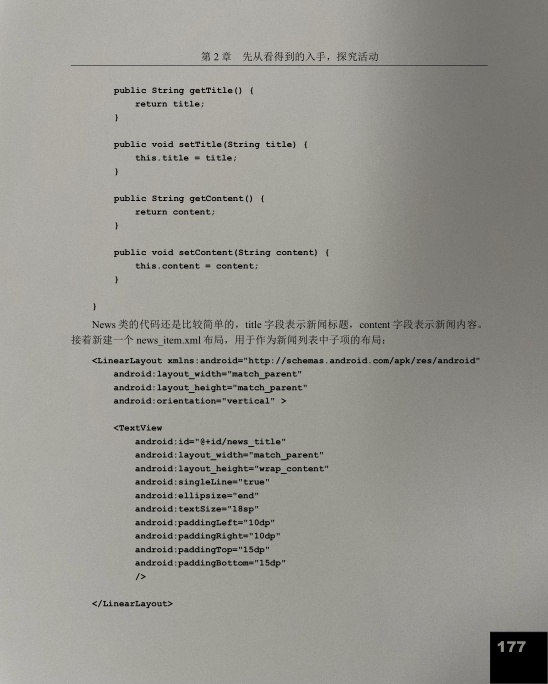 第 2 章 先从看得到的入手，探究活动
public String getTitle() {
return title;
}
public void setTitle(String title) {
this.title = title;
}
public String getContent() {
return content;
}
public void setContent(String content) {
this.content = content;
}
}
News 类的代码还是比较简单的，title 字段表示新闻标题，content 字段表示新闻内容。
接着新建一个 news_item.xml 布局，用于作为新闻列表中子项的布局：
<LinearLayout xmlns:android="http://schemas.android.com/apk/res/android"
android:layout_width="match_parent"
android:layout_height="match_parent"
android:orientation="vertical" >
<TextView
android:id="@+id/news_title"
android:layout_width="match_parent"
android:layout_height="wrap_content"
android:singleLine="true"
android:ellipsize="end"
android:textSize="18sp"
android:paddingLeft="10dp"
android:paddingRight="10dp"
android:paddingTop="15dp"
android:paddingBottom="15dp"
/>
</LinearLayout>
177